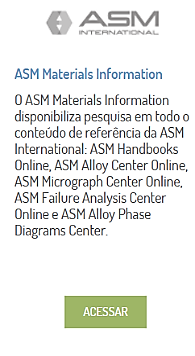 ASM
INTERNATIONAL
ASM Materials Information
O ASM Materials Information
disponibiliza pesquisa em todo o
conteúdo de referência da ASM
International: ASM Handbooks
Online, ASM Alloy Center Online,
ASM Micrograph Center Online,
ASM Failure Analysis Center
Online e ASM Alloy Phase
Diagrams Center.
ACESSAR